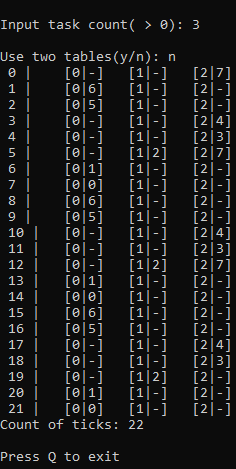 Input task count( > 0): 3
Use two tables(y/n): n
0 | [0|-] [1|-] [2|7]
1 | [0|6] [1|-] [2|-]
2 | [0|5] [1|-] [2|-]
3 | [0|-] [1|-] [2|4]
4 | [0|-] [1|-] [2|3]
5 | [0|-] [1|2] [2|7]
6 | [0|1] [1|-] [2|-]
7 | [0|0] [1|-] [2|-]
8 | [0|6] [1|-] [2|-]
9 | [0|5] [1|-] [2|-]
10 | [0|-] [1|-] [2|4]
11 | [0|-] [1|-] [2|3]
12 | [0|-] [1|2] [2|7]
13 | [0|1] [1|-] [2|-]
14 | [0|0] [1|-] [2|-]
15 | [0|6] [1|-] [2|-]
16 | [0|5] [1|-] [2|-]
17 | [0|-] [1|-] [2|4]
18 | [0|-] [1|-] [2|3]
19 | [0|-] [1|2] [2|-]
20 | [0|1] [1|-] [2|-]
21 | [0|0] [1|-] [2|-]
Count of ticks: 22
Press Q to exit